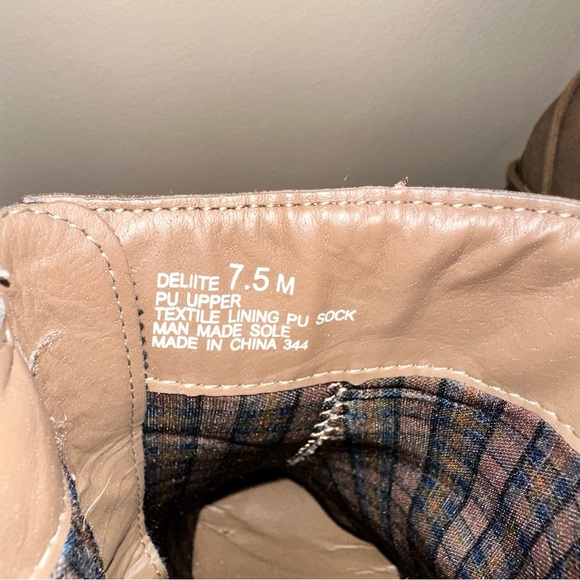 DELIITE 7.5 M
PU UPPER
TEXTILE LINING PU SOCK
MAN MADE SOLE
MADE IN CHINA 344